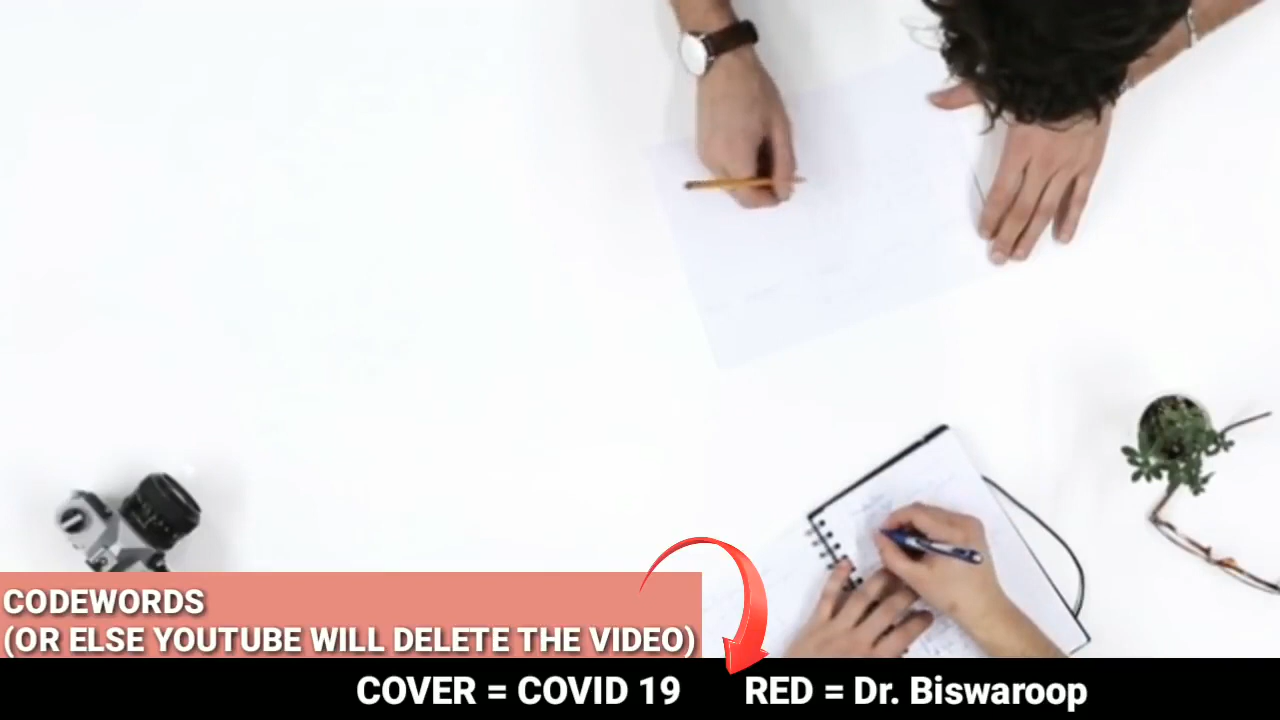 CODEWORDS
(OR ELSE YOUTUBE WILL DELETE THE VIDEO)
COVER = COVID 19 RED = Dr. Biswaroop